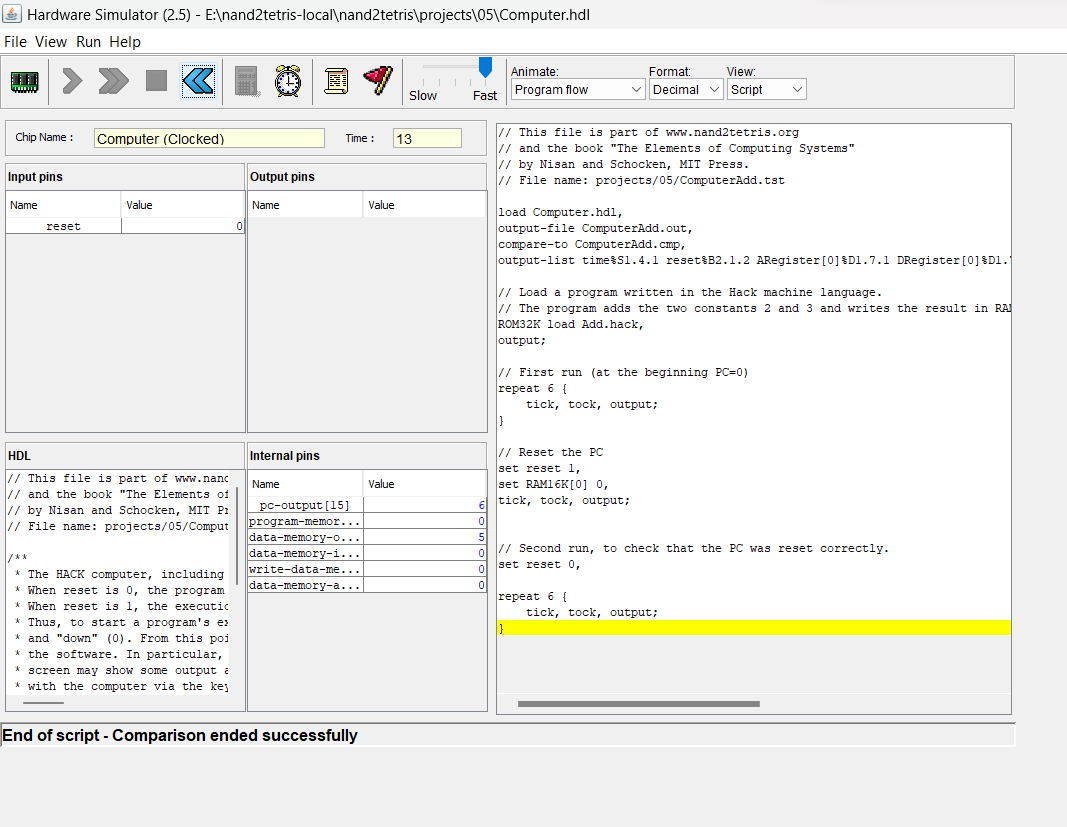 Hardware Simulator (2.5) - E:\nand2tetris-local\nand2tetris\projects\05\Computer.hdl
File View Run Help
Slow Fast
Animate: Format: View:
Program flow Decimal Script
Chip Name : Computer (Clocked) Time : 13
Input pins
Name Value
reset 0
Output pins
Name Value
HDL
// This file is part of www.nand
// and the book "The Elements of
// by Nisan and Schocken, MIT Pr
// File name: projects/05/Comput
/**
* The HACK computer, including
* When reset is 0, the program
* When reset is 1, the executio
* Thus, to start a program's ex
* and "down" (0). From this poi
* the software. In particular,
* screen may show some output a
* with the computer via the key
Internal pins
Name Value
pc-output[15] 6
program-memor... 0
data-memory-o... 5
data-memory-i... 0
write-data-me... 0
data-memory-a... 0
// This file is part of www.nand2tetris.org
// and the book "The Elements of Computing Systems"
// by Nisan and Schocken, MIT Press.
// File name: projects/05/ComputerAdd.tst
load Computer.hdl,
output-file ComputerAdd.out,
compare-to ComputerAdd.cmp,
output-list time%S1.4.1 reset%B2.1.2 ARegister[0]%D1.7.1 DRegister[0]%D1.
// Load a program written in the Hack machine language.
// The program adds the two constants 2 and 3 and writes the result in RAM
ROM32K load Add.hack,
output;
// First run (at the beginning PC=0)
repeat 6 {
tick, tock, output;
}
// Reset the PC
set reset 1,
set RAM16K[0] 0,
tick, tock, output;
// Second run, to check that the PC was reset correctly.
set reset 0,
repeat 6 {
tick, tock, output;
}
End of script - Comparison ended successfully